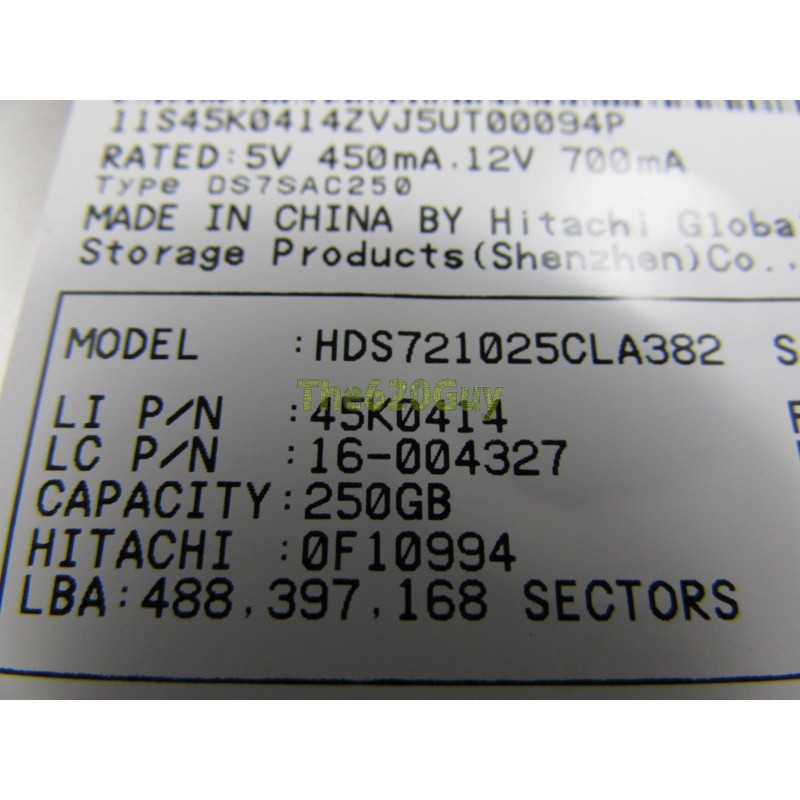 11S45K0414ZVJ5UT00094P
RATED:5V 450mA.12V 700mA
Type DS7SAC250
MADE IN CHINA BY Hitachi Global
Storage Products(Shenzhen)Co.,
MODEL :HDS721025CLA382 S
The620Guy
LI P/N :45K0414
LC P/N :16-004327
CAPACITY:250GB
HITACHI :0F10994
LBA:488,397,168 SECTORS